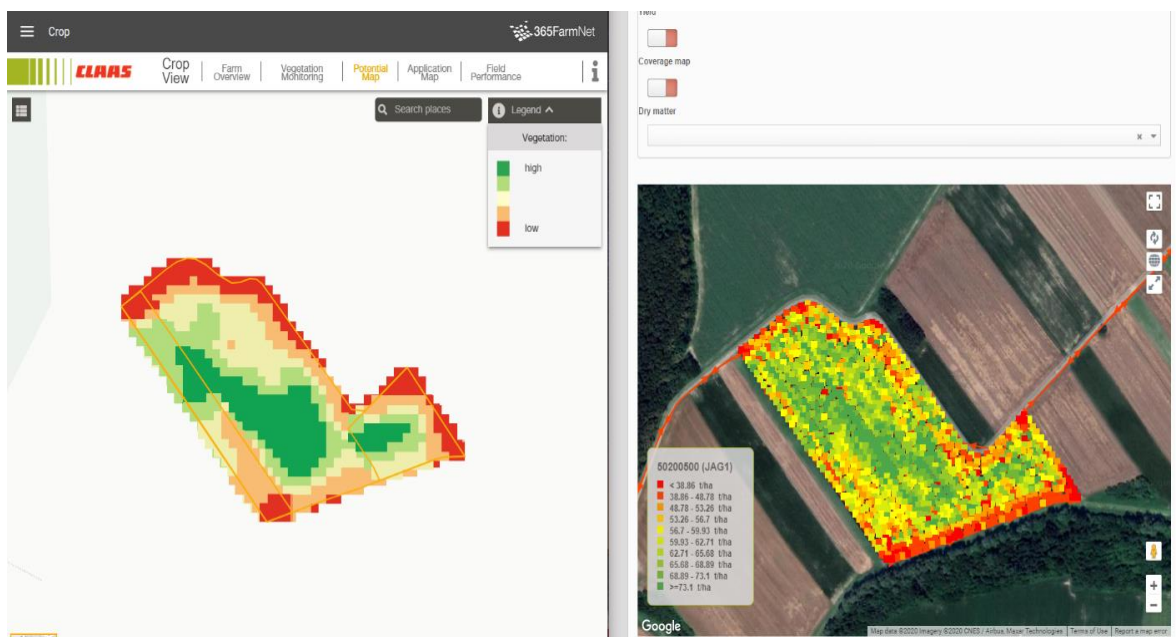 Crop
365FarmNet
CLAAS
Crop View
Farm Overview
Vegetation Monitoring
Potential Map
Application Map
Field Performance
Search places
Legend
Vegetation:
high
low
Yield
Coverage map
Dry matter
50200500 (JAG1)
< 38.86 t/ha
38.86 - 48.78 t/ha
48.78 - 53.26 t/ha
53.26 - 56.7 t/ha
56.7 - 59.93 t/ha
59.93 - 62.71 t/ha
62.71 - 65.68 t/ha
65.68 - 68.89 t/ha
68.89 - 73.1 t/ha
>=73.1 t/ha
Google
Map data ©2020 Imagery ©2020 CNES / Airbus, Maxar Technologies
Terms of Use
Report a map error